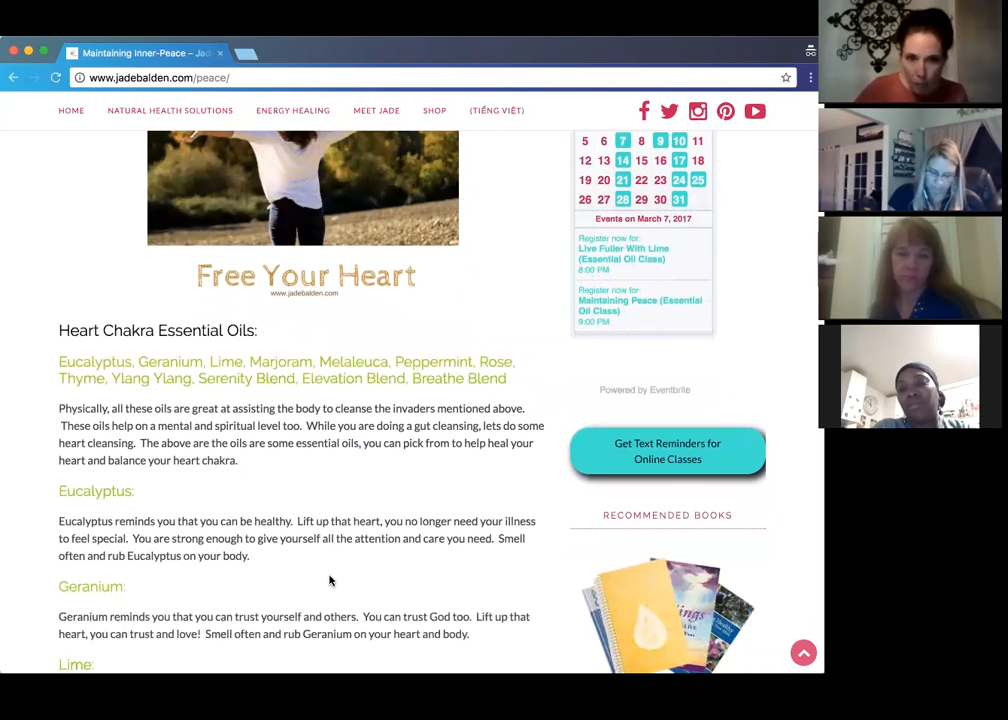 Maintaining Inner-Peace – Jad
www.jadebalden.com/peace/
HOME NATURAL HEALTH SOLUTIONS ENERGY HEALING MEET JADE SHOP (TIẾNG VIỆT)
Free Your Heart
www.jadebalden.com
Heart Chakra Essential Oils:
Eucalyptus, Geranium, Lime, Marjoram, Melaleuca, Peppermint, Rose,
Thyme, Ylang Ylang, Serenity Blend, Elevation Blend, Breathe Blend
Physically, all these oils are great at assisting the body to cleanse the invaders mentioned above.
These oils help on a mental and spiritual level too. While you are doing a gut cleansing, lets do some
heart cleansing. The above are the oils are some essential oils, you can pick from to help heal your
heart and balance your heart chakra.
Eucalyptus:
Eucalyptus reminds you that you can be healthy. Lift up that heart, you no longer need your illness
to feel special. You are strong enough to give yourself all the attention and care you need. Smell
often and rub Eucalyptus on your body.
Geranium:
Geranium reminds you that you can trust yourself and others. You can trust God too. Lift up that
heart, you can trust and love! Smell often and rub Geranium on your heart and body.
Lime:
5 6 7 8 9 10 11
12 13 14 15 16 17 18
19 20 21 22 23 24 25
26 27 28 29 30 31
Events on March 7, 2017
Register now for:
Live Fuller With Lime
(Essential Oil Class)
8:00 PM
Register now for:
Maintaining Peace (Essential
Oil Class)
9:00 PM
Powered by Eventbrite
Get Text Reminders for
Online Classes
RECOMMENDED BOOKS